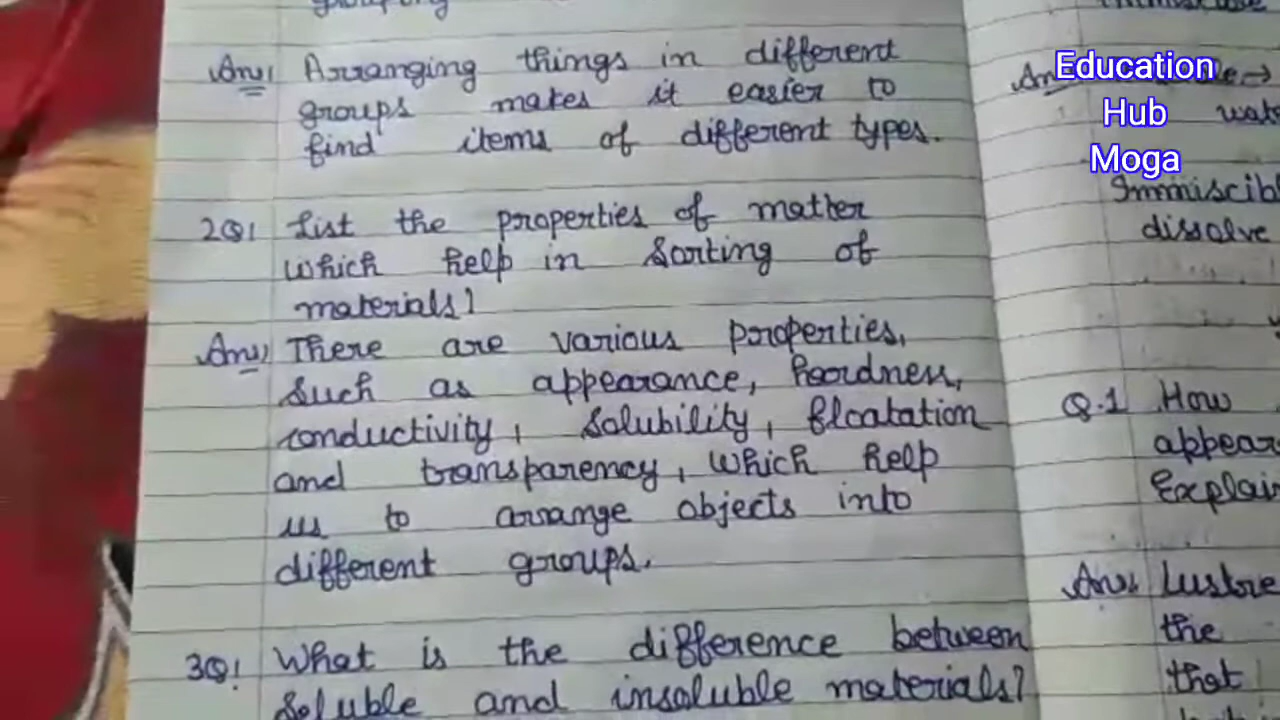 grouping
Ans! Arranging things in different
groups makes it easier to
find items of different types.
2Q! List the properties of matter
which help in Sorting of
materials?
Ans! There are various properties,
such as appearance, hardness,
conductivity, solubility, floatation
and transparency, which help
us to arrange objects into
different groups.
3Q! What is the difference between
soluble and insoluble materials?
Education
Hub
Moga
Immiscib
dissolve
Q.1 How
appear
Explain
Ans! Lustre
the
that